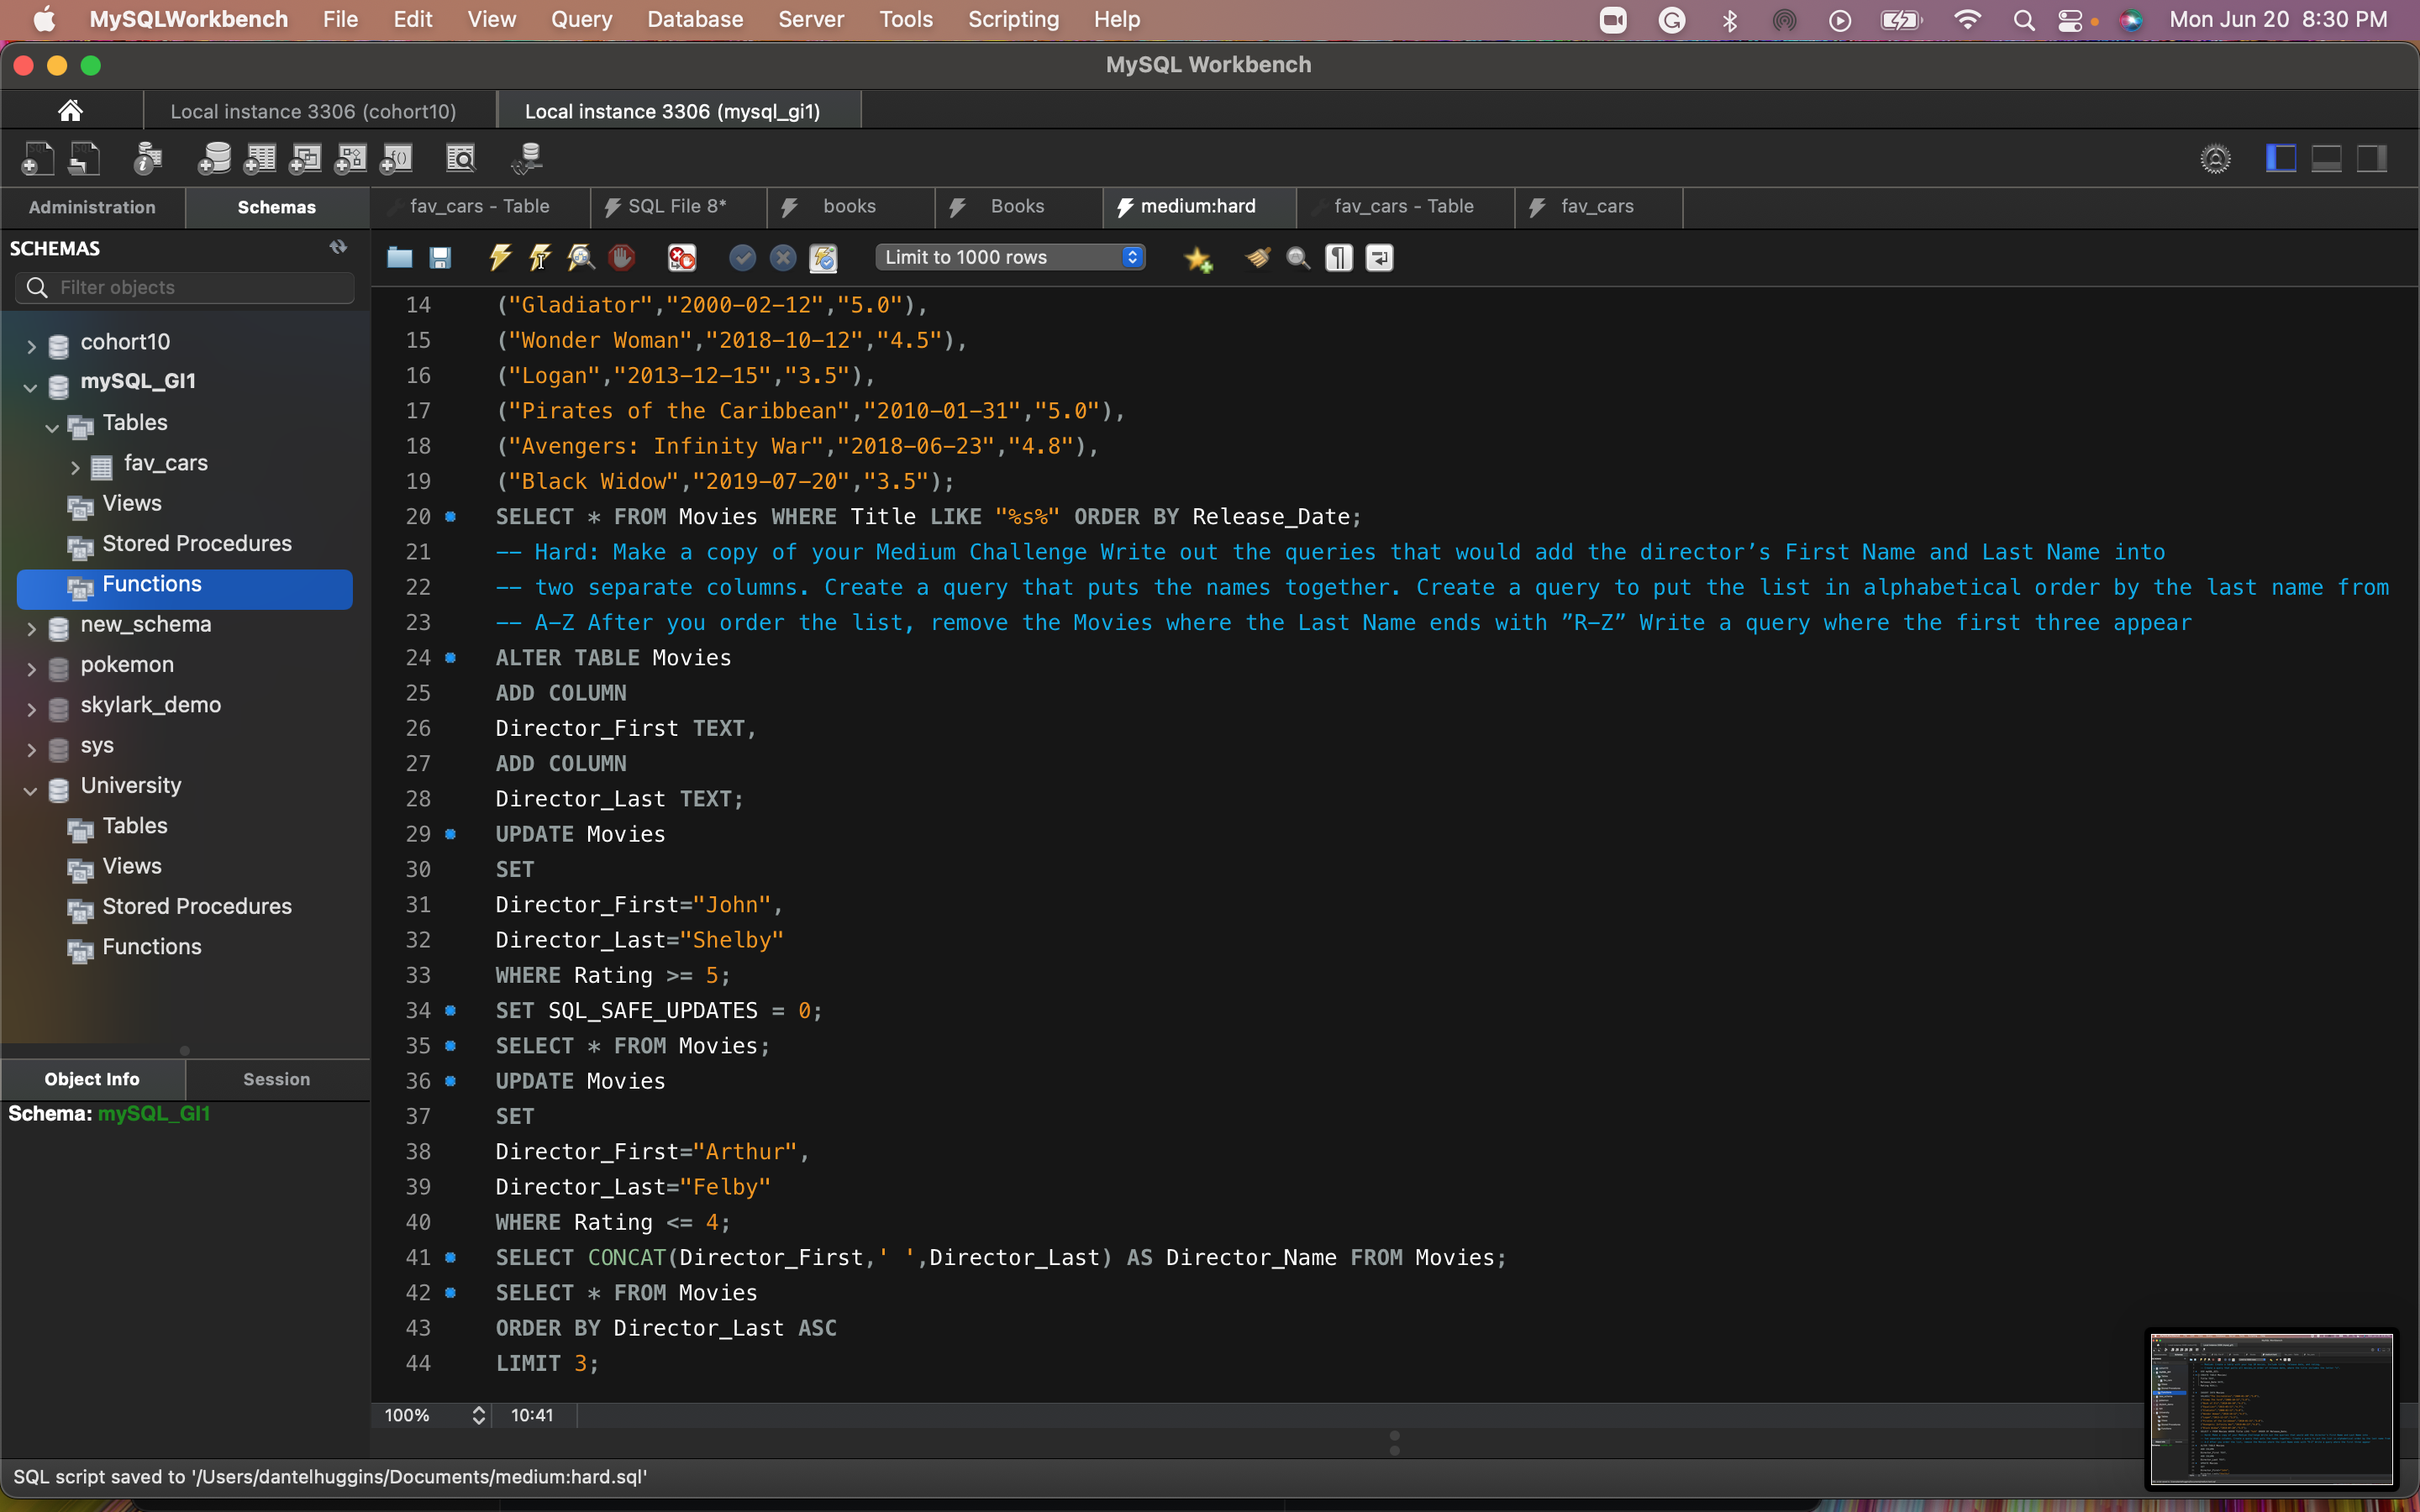 MySQLWorkbench File Edit View Query Database Server Tools Scripting Help Mon Jun 20 8:30 PM
MySQL Workbench
Local instance 3306 (cohort10) Local instance 3306 (mysql_gi1)
Administration Schemas fav_cars - Table SQL File 8* books Books medium:hard fav_cars - Table fav_cars
SCHEMAS
Limit to 1000 rows
Filter objects
cohort10
mySQL_GI1
Tables
fav_cars
Views
Stored Procedures
Functions
new_schema
pokemon
skylark_demo
sys
University
Tables
Views
Stored Procedures
Functions
Object Info Session
Schema: mySQL_GI1
14 ("Gladiator","2000-02-12","5.0"),
15 ("Wonder Woman","2018-10-12","4.5"),
16 ("Logan","2013-12-15","3.5"),
17 ("Pirates of the Caribbean","2010-01-31","5.0"),
18 ("Avengers: Infinity War","2018-06-23","4.8"),
19 ("Black Widow","2019-07-20","3.5");
20 SELECT * FROM Movies WHERE Title LIKE "%s%" ORDER BY Release_Date;
21 -- Hard: Make a copy of your Medium Challenge Write out the queries that would add the director’s First Name and Last Name into
22 -- two separate columns. Create a query that puts the names together. Create a query to put the list in alphabetical order by the last name from
23 -- A-Z After you order the list, remove the Movies where the Last Name ends with ”R-Z” Write a query where the first three appear
24 ALTER TABLE Movies
25 ADD COLUMN
26 Director_First TEXT,
27 ADD COLUMN
28 Director_Last TEXT;
29 UPDATE Movies
30 SET
31 Director_First="John",
32 Director_Last="Shelby"
33 WHERE Rating >= 5;
34 SET SQL_SAFE_UPDATES = 0;
35 SELECT * FROM Movies;
36 UPDATE Movies
37 SET
38 Director_First="Arthur",
39 Director_Last="Felby"
40 WHERE Rating <= 4;
41 SELECT CONCAT(Director_First,' ',Director_Last) AS Director_Name FROM Movies;
42 SELECT * FROM Movies
43 ORDER BY Director_Last ASC
44 LIMIT 3;
100% 10:41
SQL script saved to '/Users/dantelhuggins/Documents/medium:hard.sql'